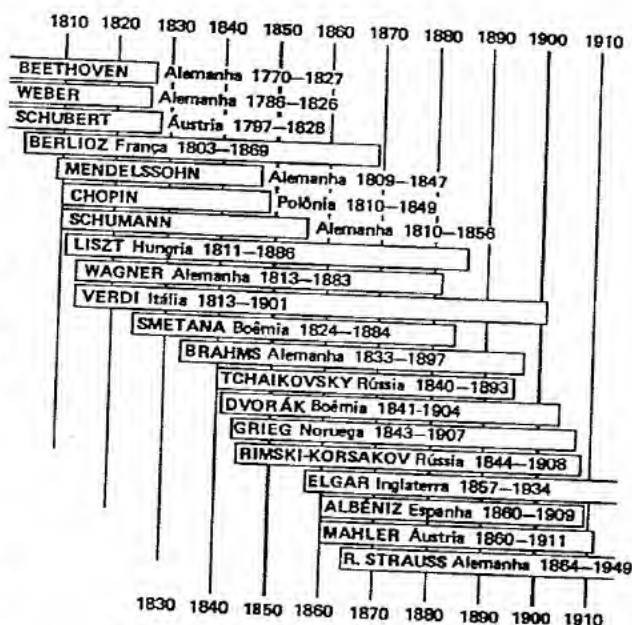 1810 1820 1830 1840 1850 1860 1870 1880 1890 1900 1910
BEETHOVEN Alemanha 1770–1827
WEBER Alemanha 1786–1826
SCHUBERT Áustria 1797–1828
BERLIOZ França 1803–1869
MENDELSSOHN Alemanha 1809–1847
CHOPIN Polônia 1810–1849
SCHUMANN Alemanha 1810–1856
LISZT Hungria 1811–1886
WAGNER Alemanha 1813–1883
VERDI Itália 1813–1901
SMETANA Boêmia 1824–1884
BRAHMS Alemanha 1833–1897
TCHAIKOVSKY Rússia 1840–1893
DVORÁK Boêmia 1841-1904
GRIEG Noruega 1843–1907
RIMSKI-KORSAKOV Rússia 1844–1908
ELGAR Inglaterra 1857–1934
ALBÉNIZ Espanha 1860–1909
MAHLER Áustria 1860–1911
R. STRAUSS Alemanha 1864–1949
1830 1840 1850 1860 1870 1880 1890 1900 1910